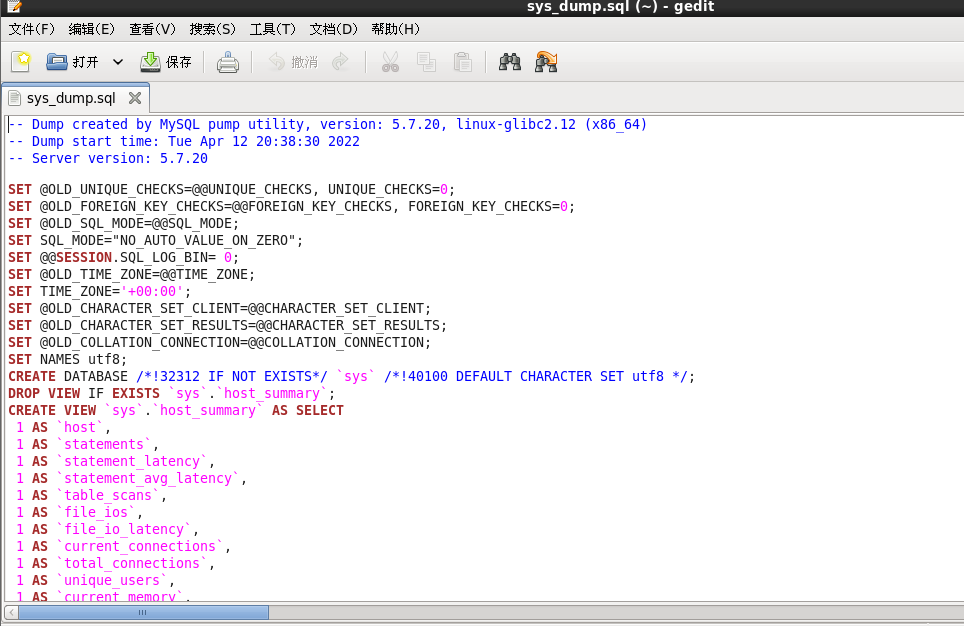 sys_dump.sql (~) - gedit
文件(F) 编辑(E) 查看(V) 搜索(S) 工具(T) 文档(D) 帮助(H)
打开 保存 撤消
sys_dump.sql
-- Dump created by MySQL pump utility, version: 5.7.20, linux-glibc2.12 (x86_64)
-- Dump start time: Tue Apr 12 20:38:30 2022
-- Server version: 5.7.20
SET @OLD_UNIQUE_CHECKS=@@UNIQUE_CHECKS, UNIQUE_CHECKS=0;
SET @OLD_FOREIGN_KEY_CHECKS=@@FOREIGN_KEY_CHECKS, FOREIGN_KEY_CHECKS=0;
SET @OLD_SQL_MODE=@@SQL_MODE;
SET SQL_MODE="NO_AUTO_VALUE_ON_ZERO";
SET @@SESSION.SQL_LOG_BIN= 0;
SET @OLD_TIME_ZONE=@@TIME_ZONE;
SET TIME_ZONE='+00:00';
SET @OLD_CHARACTER_SET_CLIENT=@@CHARACTER_SET_CLIENT;
SET @OLD_CHARACTER_SET_RESULTS=@@CHARACTER_SET_RESULTS;
SET @OLD_COLLATION_CONNECTION=@@COLLATION_CONNECTION;
SET NAMES utf8;
CREATE DATABASE /*!32312 IF NOT EXISTS*/ `sys` /*!40100 DEFAULT CHARACTER SET utf8 */;
DROP VIEW IF EXISTS `sys`.`host_summary`;
CREATE VIEW `sys`.`host_summary` AS SELECT
1 AS `host`,
1 AS `statements`,
1 AS `statement_latency`,
1 AS `statement_avg_latency`,
1 AS `table_scans`,
1 AS `file_ios`,
1 AS `file_io_latency`,
1 AS `current_connections`,
1 AS `total_connections`,
1 AS `unique_users`,
1 AS `current_memory`,